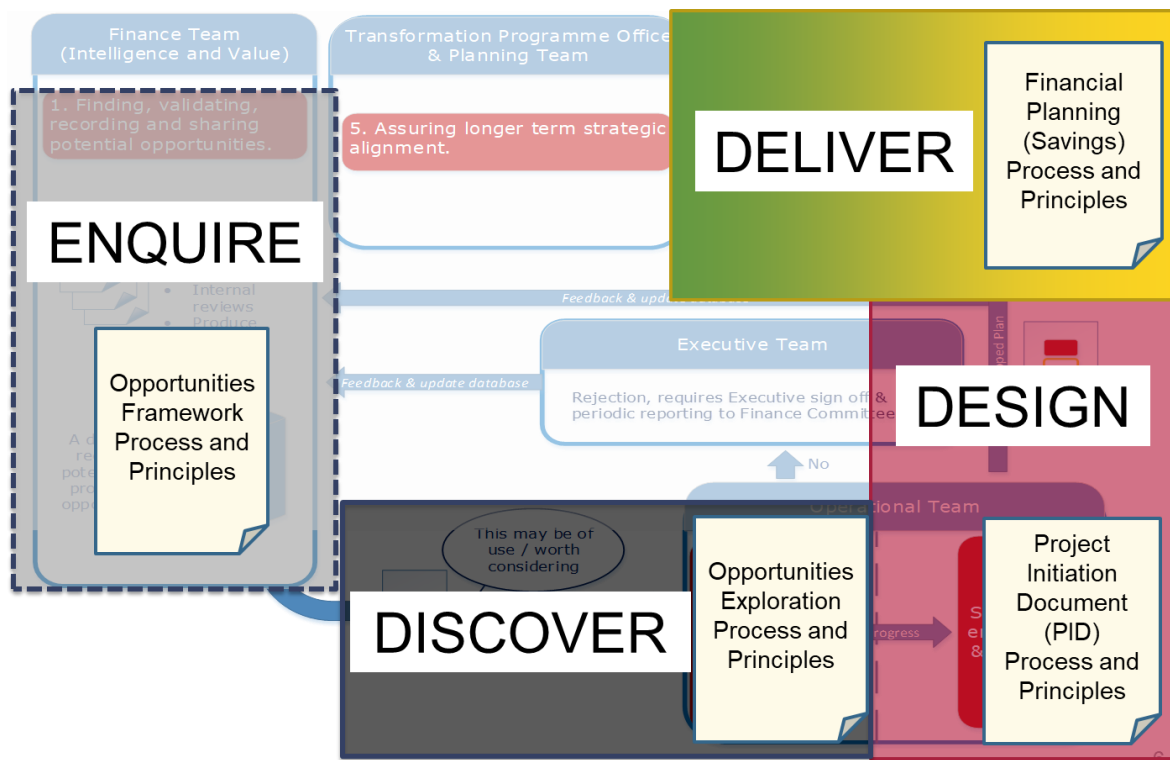 Finance Team
(Intelligence and Value)
1. Finding, validating,
recording and sharing
potential opportunities.
ENQUIRE
Internal
reviews
Produce
Opportunities
Framework
Process and
Principles
Transformation Programme Office
& Planning Team
5. Assuring longer term strategic
alignment.
DELIVER
Financial
Planning
(Savings)
Process and
Principles
Feedback & update database
Executive Team
Feedback & update database
Rejection, requires Executive sign off &
periodic reporting to Finance Committee
No
DESIGN
Plan
Operational Team
This may be of
use / worth
considering
DISCOVER
Opportunities
Exploration
Process and
Principles
Project
Initiation
Document
(PID)
Process and
Principles